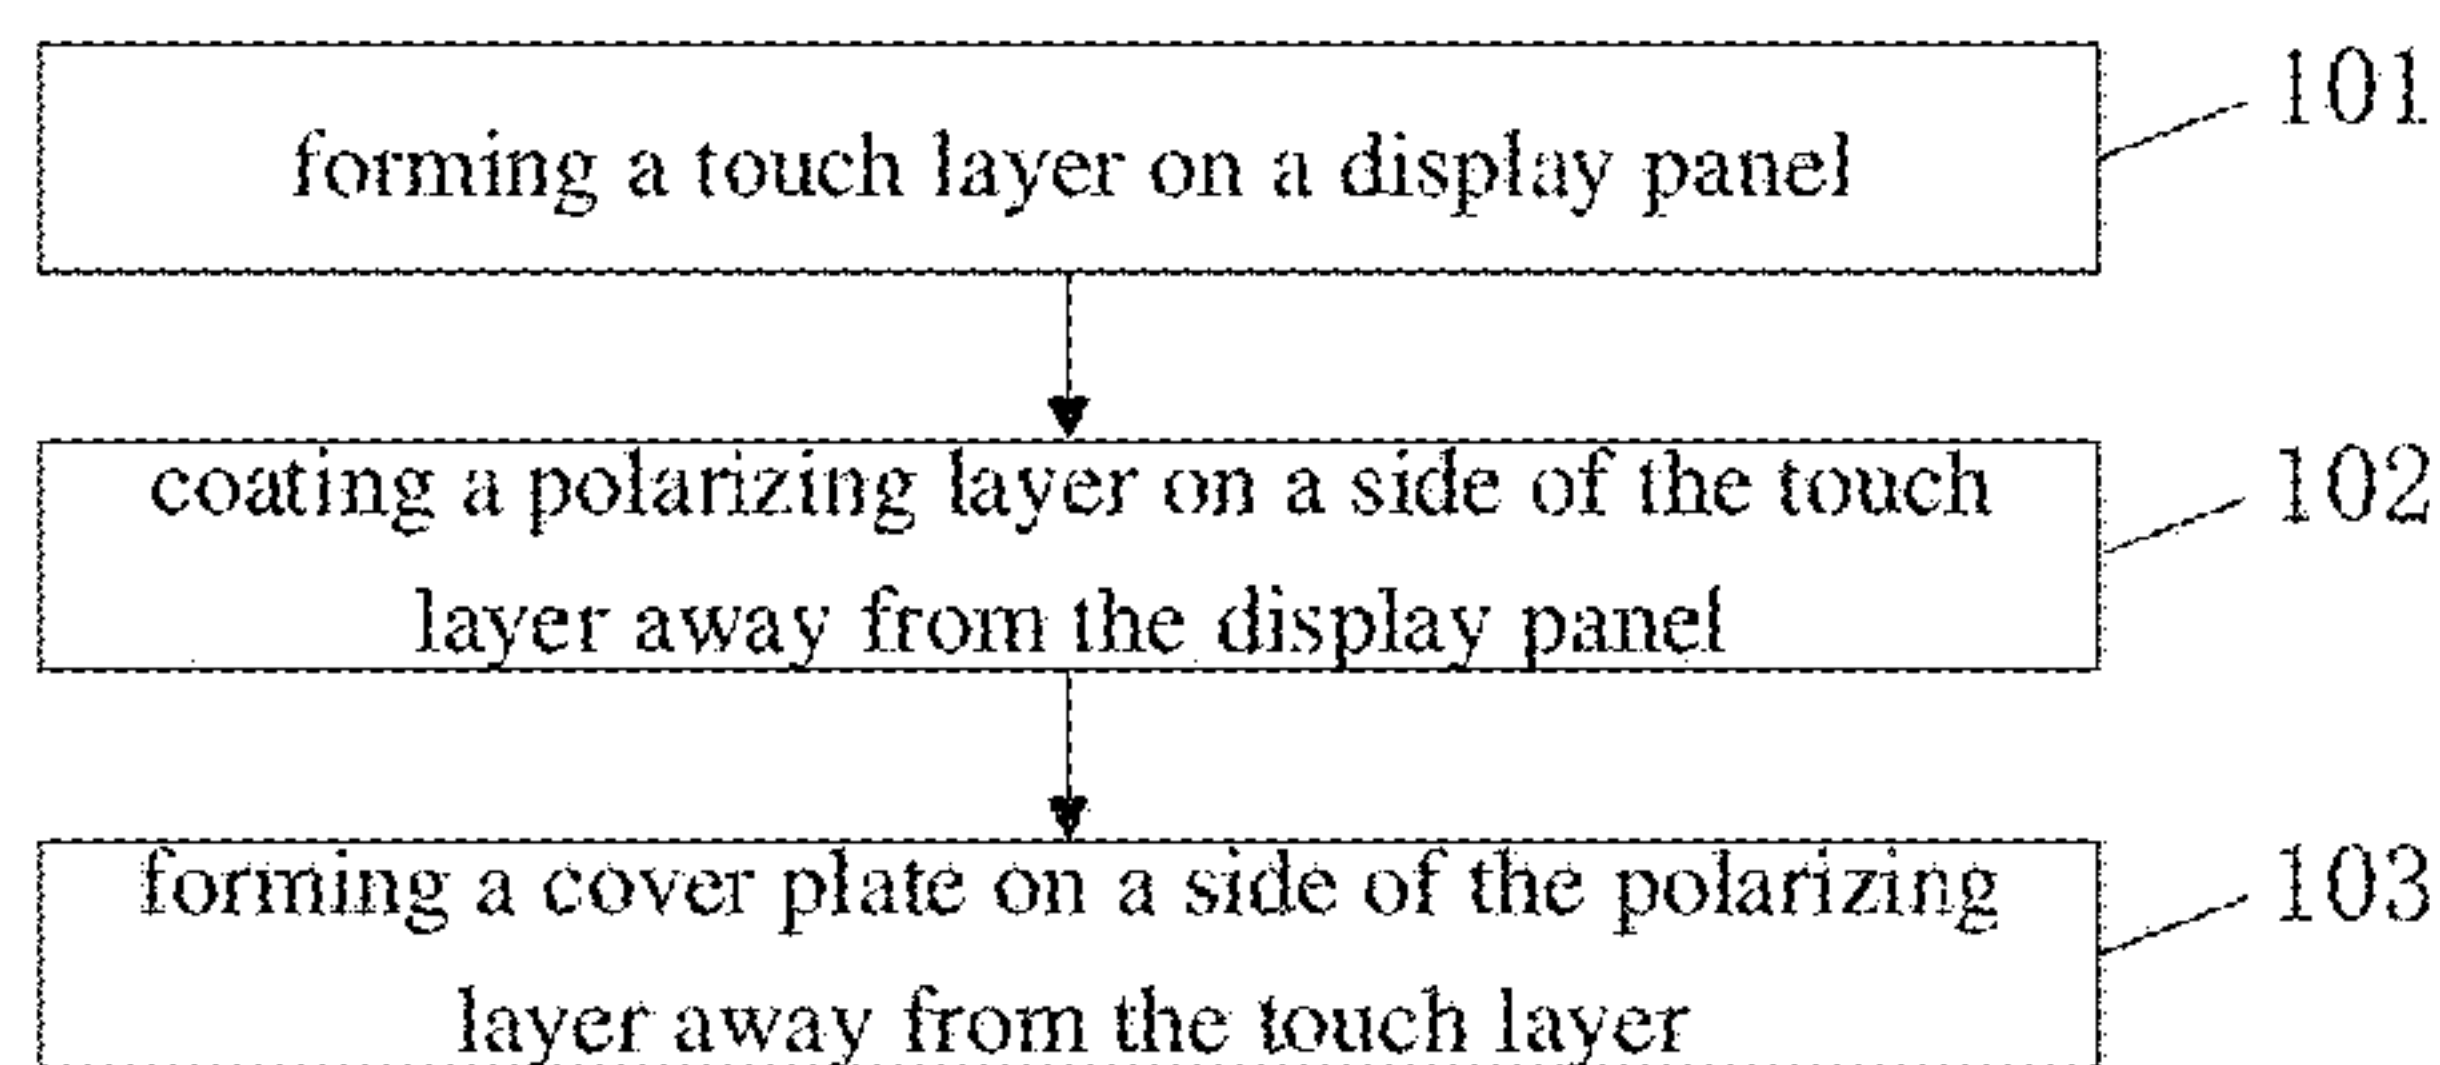 forming a touch layer on a display panel
101
coating a polarizing layer on a side of the touch
layer away from the display panel
102
forming a cover plate on a side of the polarizing
layer away from the touch layer
103